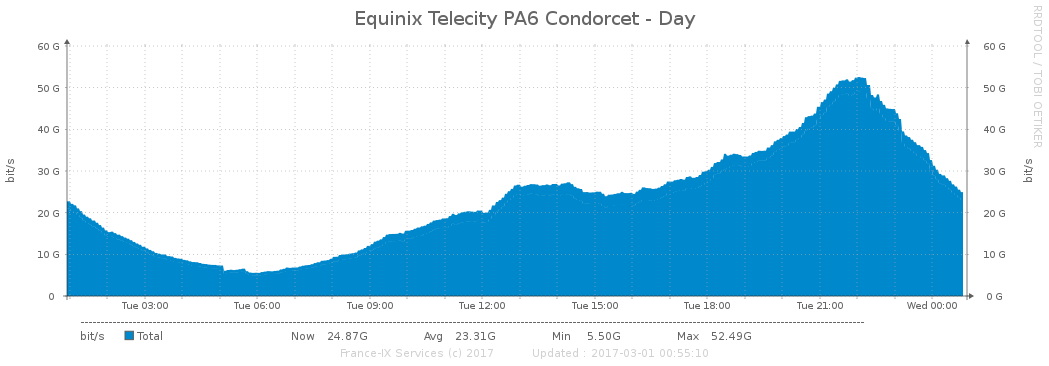 Equinix Telecity PA6 Condorcet - Day
RRDTOOL / TOBI OETIKER
bit/s
60 G
50 G
40 G
30 G
20 G
10 G
0
60 G
50 G
40 G
30 G
20 G
10 G
0 G
bit/s
Tue 03:00 Tue 06:00 Tue 09:00 Tue 12:00 Tue 15:00 Tue 18:00 Tue 21:00 Wed 00:00
bit/s Total Now 24.87G Avg 23.31G Min 5.50G Max 52.49G
France-IX Services (c) 2017 Updated : 2017-03-01 00:55:10